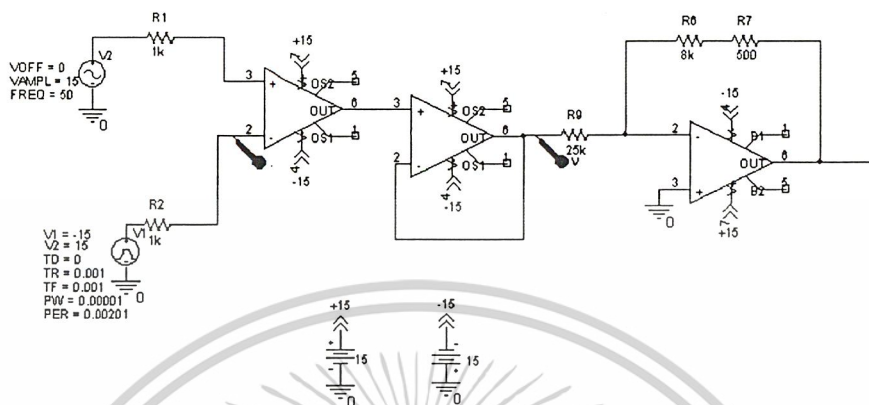 R1
1k
V2
VOFF = 0
VAMPL = 15
FREQ = 50
0
+15
7
3
+
OS2
5
OUT
6
2
-
OS1
1
4
-15
R2
1k
V1
V1 = -15
V2 = 15
TD = 0
TR = 0.001
TF = 0.001
PW = 0.00001
PER = 0.00201
0
+15
7
3
+
OS2
5
OUT
6
2
-
OS1
1
4
-15
R9
25k
V
R6
8k
R7
500
-15
4
2
-
B1
1
OUT
6
3
+
B2
5
7
+15
0
+15
+
-
15
0
-15
-
+
15
0